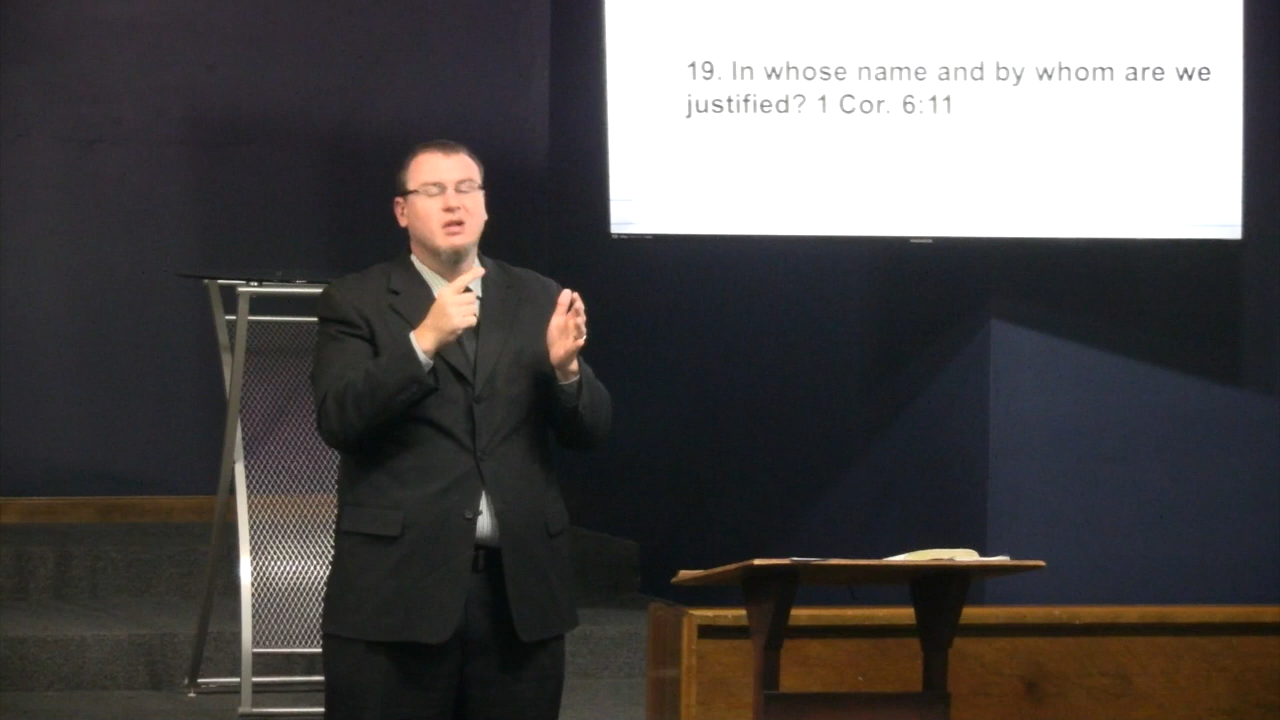 19. In whose name and by whom are we
justified? 1 Cor. 6:11